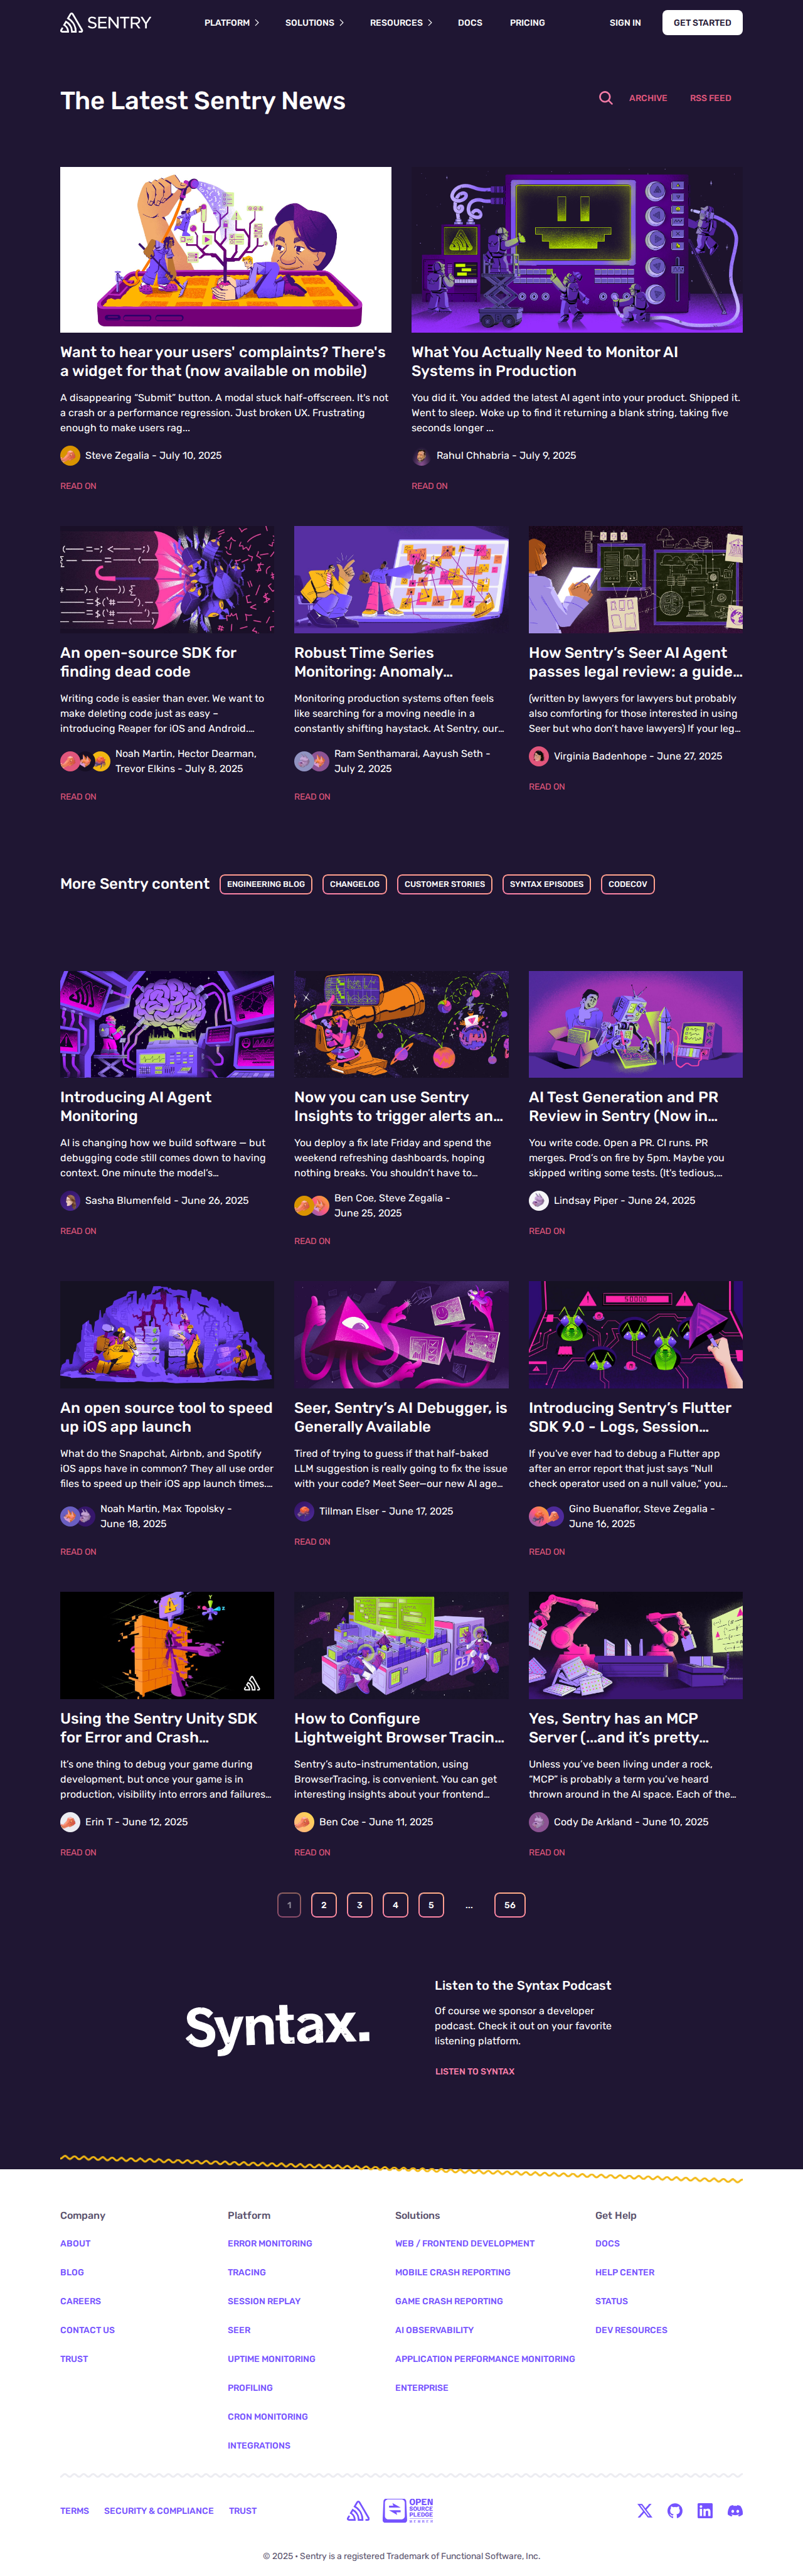 SENTRY
PLATFORM
SOLUTIONS
RESOURCES
DOCS
PRICING
SIGN IN
GET STARTED
The Latest Sentry News
ARCHIVE
RSS FEED
Want to hear your users' complaints? There's
a widget for that (now available on mobile)
A disappearing “Submit” button. A modal stuck half-offscreen. It's not
a crash or a performance regression. Just broken UX. Frustrating
enough to make users rag...
Steve Zegalia - July 10, 2025
READ ON
What You Actually Need to Monitor AI
Systems in Production
You did it. You added the latest AI agent into your product. Shipped it.
Went to sleep. Woke up to find it returning a blank string, taking five
seconds longer ...
Rahul Chhabria - July 9, 2025
READ ON
An open-source SDK for
finding dead code
Writing code is easier than ever. We want to
make deleting code just as easy –
introducing Reaper for iOS and Android....
Noah Martin, Hector Dearman,
Trevor Elkins - July 8, 2025
READ ON
Robust Time Series
Monitoring: Anomaly...
Monitoring production systems often feels
like searching for a moving needle in a
constantly shifting haystack. At Sentry, our...
Ram Senthamarai, Aayush Seth -
July 2, 2025
READ ON
How Sentry’s Seer AI Agent
passes legal review: a guide...
(written by lawyers for lawyers but probably
also comforting for those interested in using
Seer but who don’t have lawyers) If your leg...
Virginia Badenhope - June 27, 2025
READ ON
More Sentry content
ENGINEERING BLOG
CHANGELOG
CUSTOMER STORIES
SYNTAX EPISODES
CODECOV
Introducing AI Agent
Monitoring
AI is changing how we build software — but
debugging code still comes down to having
context. One minute the model’s...
Sasha Blumenfeld - June 26, 2025
READ ON
Now you can use Sentry
Insights to trigger alerts an...
You deploy a fix late Friday and spend the
weekend refreshing dashboards, hoping
nothing breaks. You shouldn’t have to...
Ben Coe, Steve Zegalia -
June 25, 2025
READ ON
AI Test Generation and PR
Review in Sentry (Now in...
You write code. Open a PR. CI runs. PR
merges. Prod’s on fire by 5pm. Maybe you
skipped writing some tests. (It’s tedious,...
Lindsay Piper - June 24, 2025
READ ON
An open source tool to speed
up iOS app launch
What do the Snapchat, Airbnb, and Spotify
iOS apps have in common? They all use order
files to speed up their iOS app launch times....
Noah Martin, Max Topolsky -
June 18, 2025
READ ON
Seer, Sentry’s AI Debugger, is
Generally Available
Tired of trying to guess if that half-baked
LLM suggestion is really going to fix the issue
with your code? Meet Seer—our new AI age...
Tillman Elser - June 17, 2025
READ ON
Introducing Sentry’s Flutter
SDK 9.0 - Logs, Session...
If you’ve ever had to debug a Flutter app
after an error report that just says “Null
check operator used on a null value,” you...
Gino Buenaflor, Steve Zegalia -
June 16, 2025
READ ON
Using the Sentry Unity SDK
for Error and Crash...
It’s one thing to debug your game during
development, but once your game is in
production, visibility into errors and failures...
Erin T - June 12, 2025
READ ON
How to Configure
Lightweight Browser Tracin...
Sentry’s auto-instrumentation, using
BrowserTracing, is convenient. You can get
interesting insights about your frontend...
Ben Coe - June 11, 2025
READ ON
Yes, Sentry has an MCP
Server (...and it’s pretty...
Unless you’ve been living under a rock,
“MCP” is probably a term you’ve heard
thrown around in the AI space. Each of the...
Cody De Arkland - June 10, 2025
READ ON
1
2
3
4
5
...
56
Syntax.
Listen to the Syntax Podcast
Of course we sponsor a developer
podcast. Check it out on your favorite
listening platform.
LISTEN TO SYNTAX
Company
ABOUT
BLOG
CAREERS
CONTACT US
TRUST
Platform
ERROR MONITORING
TRACING
SESSION REPLAY
SEER
UPTIME MONITORING
PROFILING
CRON MONITORING
INTEGRATIONS
Solutions
WEB / FRONTEND DEVELOPMENT
MOBILE CRASH REPORTING
GAME CRASH REPORTING
AI OBSERVABILITY
APPLICATION PERFORMANCE MONITORING
ENTERPRISE
Get Help
DOCS
HELP CENTER
STATUS
DEV RESOURCES
TERMS
SECURITY & COMPLIANCE
TRUST
OPEN
SOURCE
PLEDGE
MEMBER
© 2025 • Sentry is a registered Trademark of Functional Software, Inc.